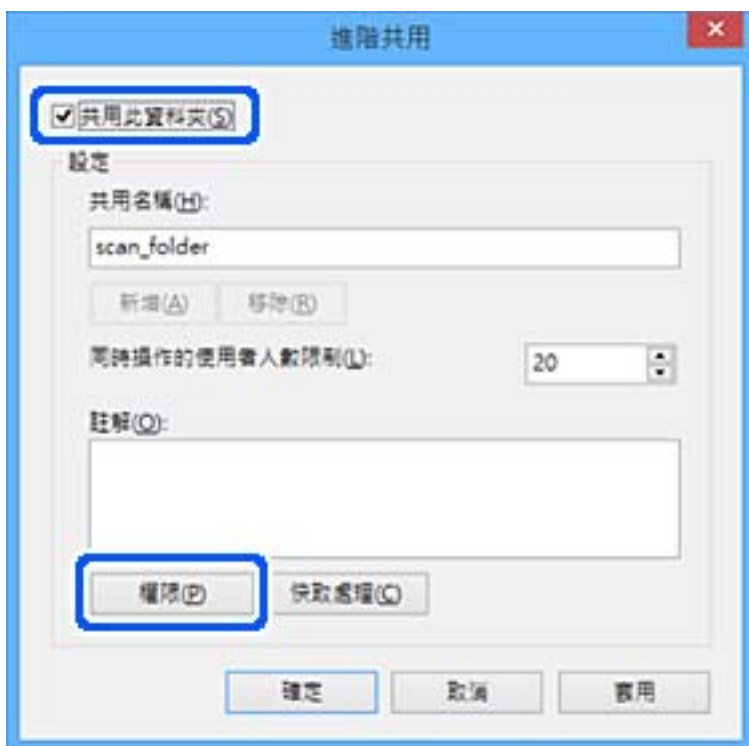 進階共用
共用此資料夾(S)
設定
共用名稱(H):
scan_folder
新增(A) 移除(R)
同時操作的使用者人數限制(L): 20
註解(O):
權限(P) 快取處理(C)
確定 取消 套用